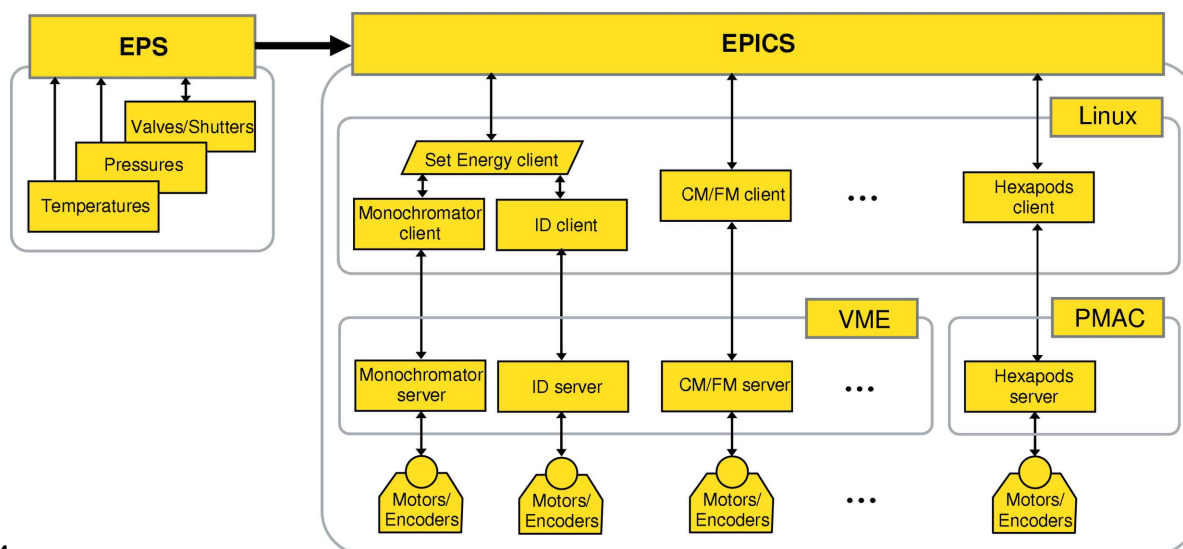 EPS
EPICS
Valves/Shutters
Pressures
Temperatures
Linux
Set Energy client
Monochromator
client
ID client
CM/FM client
...
Hexapods
client
VME
PMAC
Monochromator
server
ID server
CM/FM server
...
Hexapods
server
Motors/
Encoders
Motors/
Encoders
Motors/
Encoders
...
Motors/
Encoders